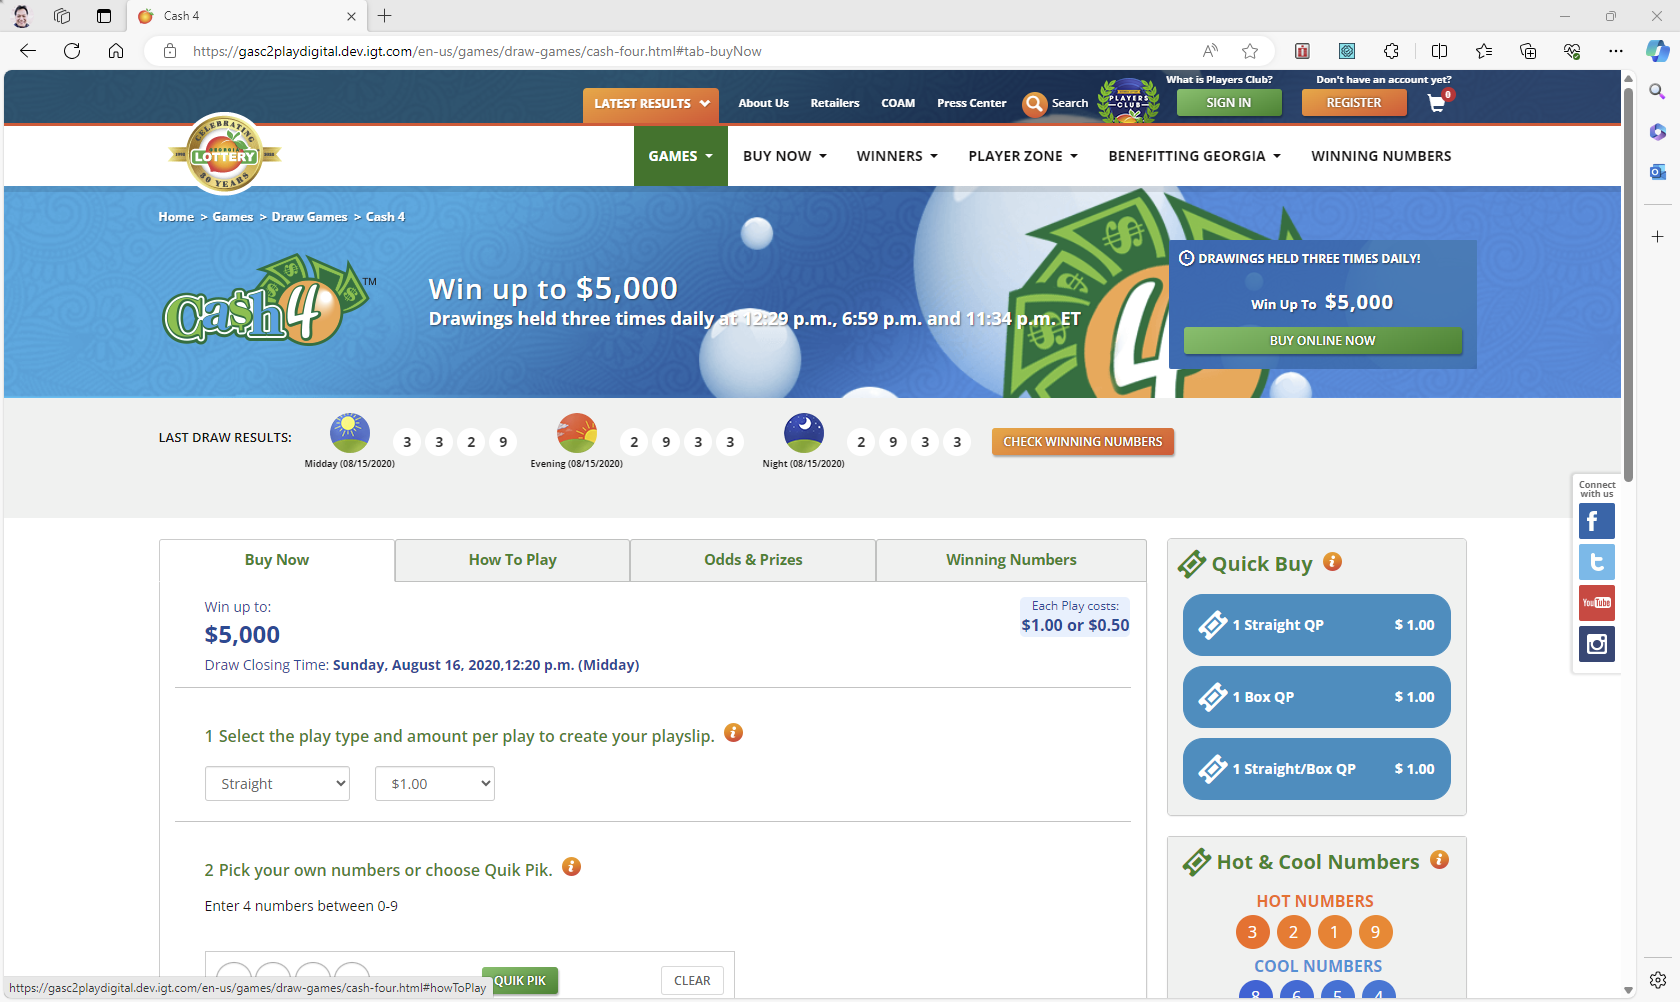 Cash 4
https://gasc2playdigital.dev.igt.com/en-us/games/draw-games/cash-four.html#tab-buyNow
LATEST RESULTS
About Us
Retailers
COAM
Press Center
Search
PLAYERS CLUB
What is Players Club?
SIGN IN
Don't have an account yet?
REGISTER
0
CELEBRATING
GEORGIA
LOTTERY
30 YEARS
GAMES
BUY NOW
WINNERS
PLAYER ZONE
BENEFITTING GEORGIA
WINNING NUMBERS
Home > Games > Draw Games > Cash 4
Cash 4 TM
Win up to $5,000
Drawings held three times daily at 12:29 p.m., 6:59 p.m. and 11:34 p.m. ET
4
DRAWINGS HELD THREE TIMES DAILY!
Win Up To $5,000
BUY ONLINE NOW
LAST DRAW RESULTS:
Midday (08/15/2020)
3 3 2 9
Evening (08/15/2020)
2 9 3 3
Night (08/15/2020)
2 9 3 3
CHECK WINNING NUMBERS
Connect
with us
f
t
YouTube
Buy Now
How To Play
Odds & Prizes
Winning Numbers
Win up to:
$5,000
Draw Closing Time: Sunday, August 16, 2020,12:20 p.m. (Midday)
Each Play costs:
$1.00 or $0.50
1 Select the play type and amount per play to create your playslip.
Straight
$1.00
2 Pick your own numbers or choose Quik Pik.
Enter 4 numbers between 0-9
QUIK PIK
CLEAR
Quick Buy
1 Straight QP $ 1.00
1 Box QP $ 1.00
1 Straight/Box QP $ 1.00
Hot & Cool Numbers
HOT NUMBERS
3 2 1 9
COOL NUMBERS
8 6 5 4
https://gasc2playdigital.dev.igt.com/en-us/games/draw-games/cash-four.html#howToPlay